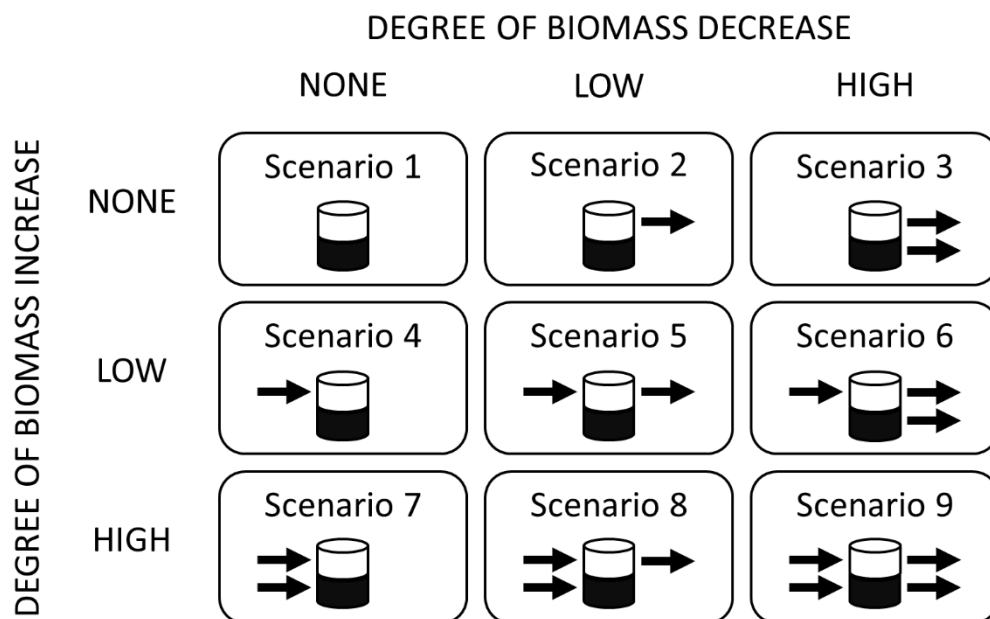 DEGREE OF BIOMASS DECREASE
NONE LOW HIGH
DEGREE OF BIOMASS INCREASE
NONE
Scenario 1 Scenario 2 Scenario 3
LOW
Scenario 4 Scenario 5 Scenario 6
HIGH
Scenario 7 Scenario 8 Scenario 9